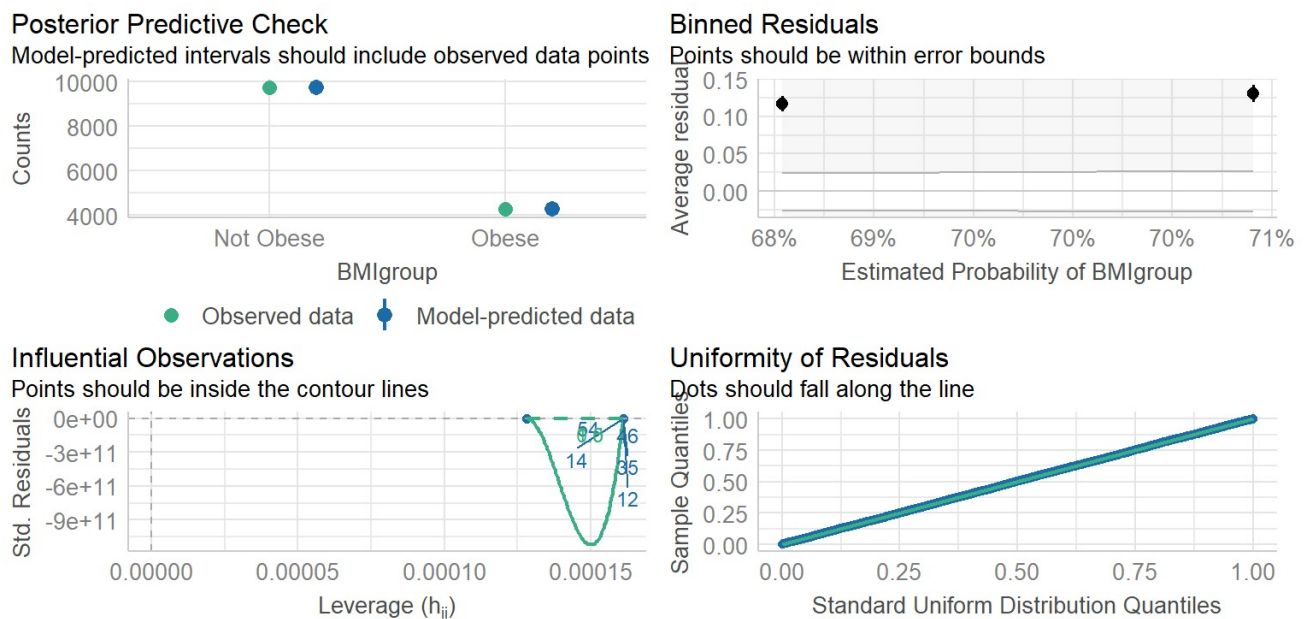 Posterior Predictive Check
Model-predicted intervals should include observed data points
Counts
10000
8000
6000
4000
Not Obese Obese
BMIgroup
Observed data Model-predicted data
Binned Residuals
Points should be within error bounds
Average residual
0.15
0.10
0.05
0.00
68% 69% 70% 70% 70% 71%
Estimated Probability of BMIgroup
Influential Observations
Points should be inside the contour lines
Std. Residuals
0e+00
-3e+11
-6e+11
-9e+11
54
46
14
35
12
0.00000 0.00005 0.00010 0.00015
Leverage (hii)
Uniformity of Residuals
Dots should fall along the line
Sample Quantiles
1.00
0.75
0.50
0.25
0.00
0.00 0.25 0.50 0.75 1.00
Standard Uniform Distribution Quantiles